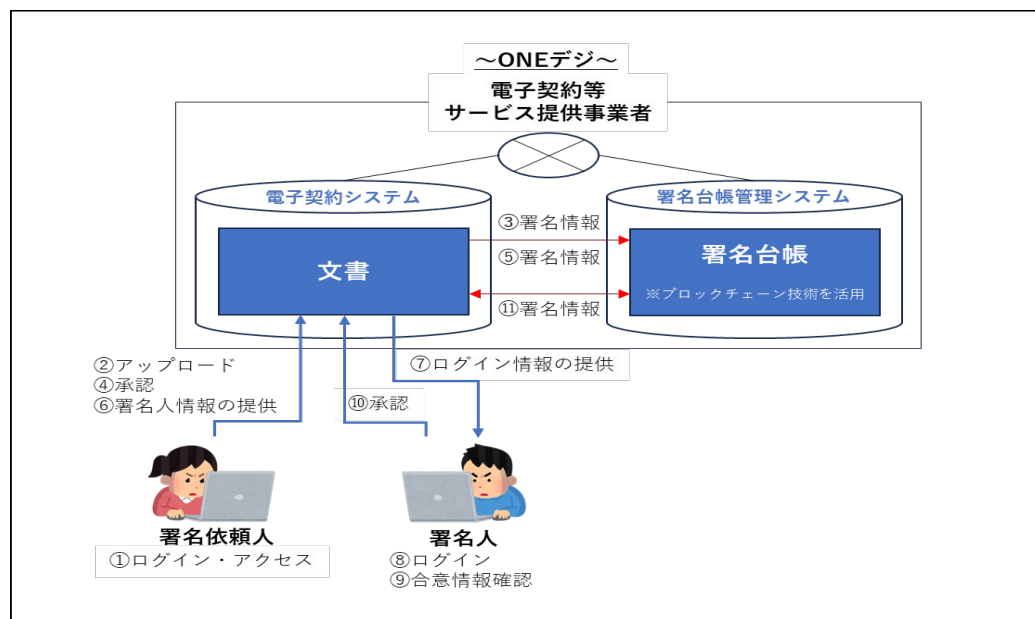 ～ONEデジ～
電子契約等
サービス提供事業者
電子契約システム
署名台帳管理システム
文書
③署名情報
⑤署名情報
⑪署名情報
署名台帳
※ブロックチェーン技術を活用
②アップロード
④承認
⑥署名人情報の提供
⑩承認
⑦ログイン情報の提供
署名依頼人
①ログイン・アクセス
署名人
⑧ログイン
⑨合意情報確認